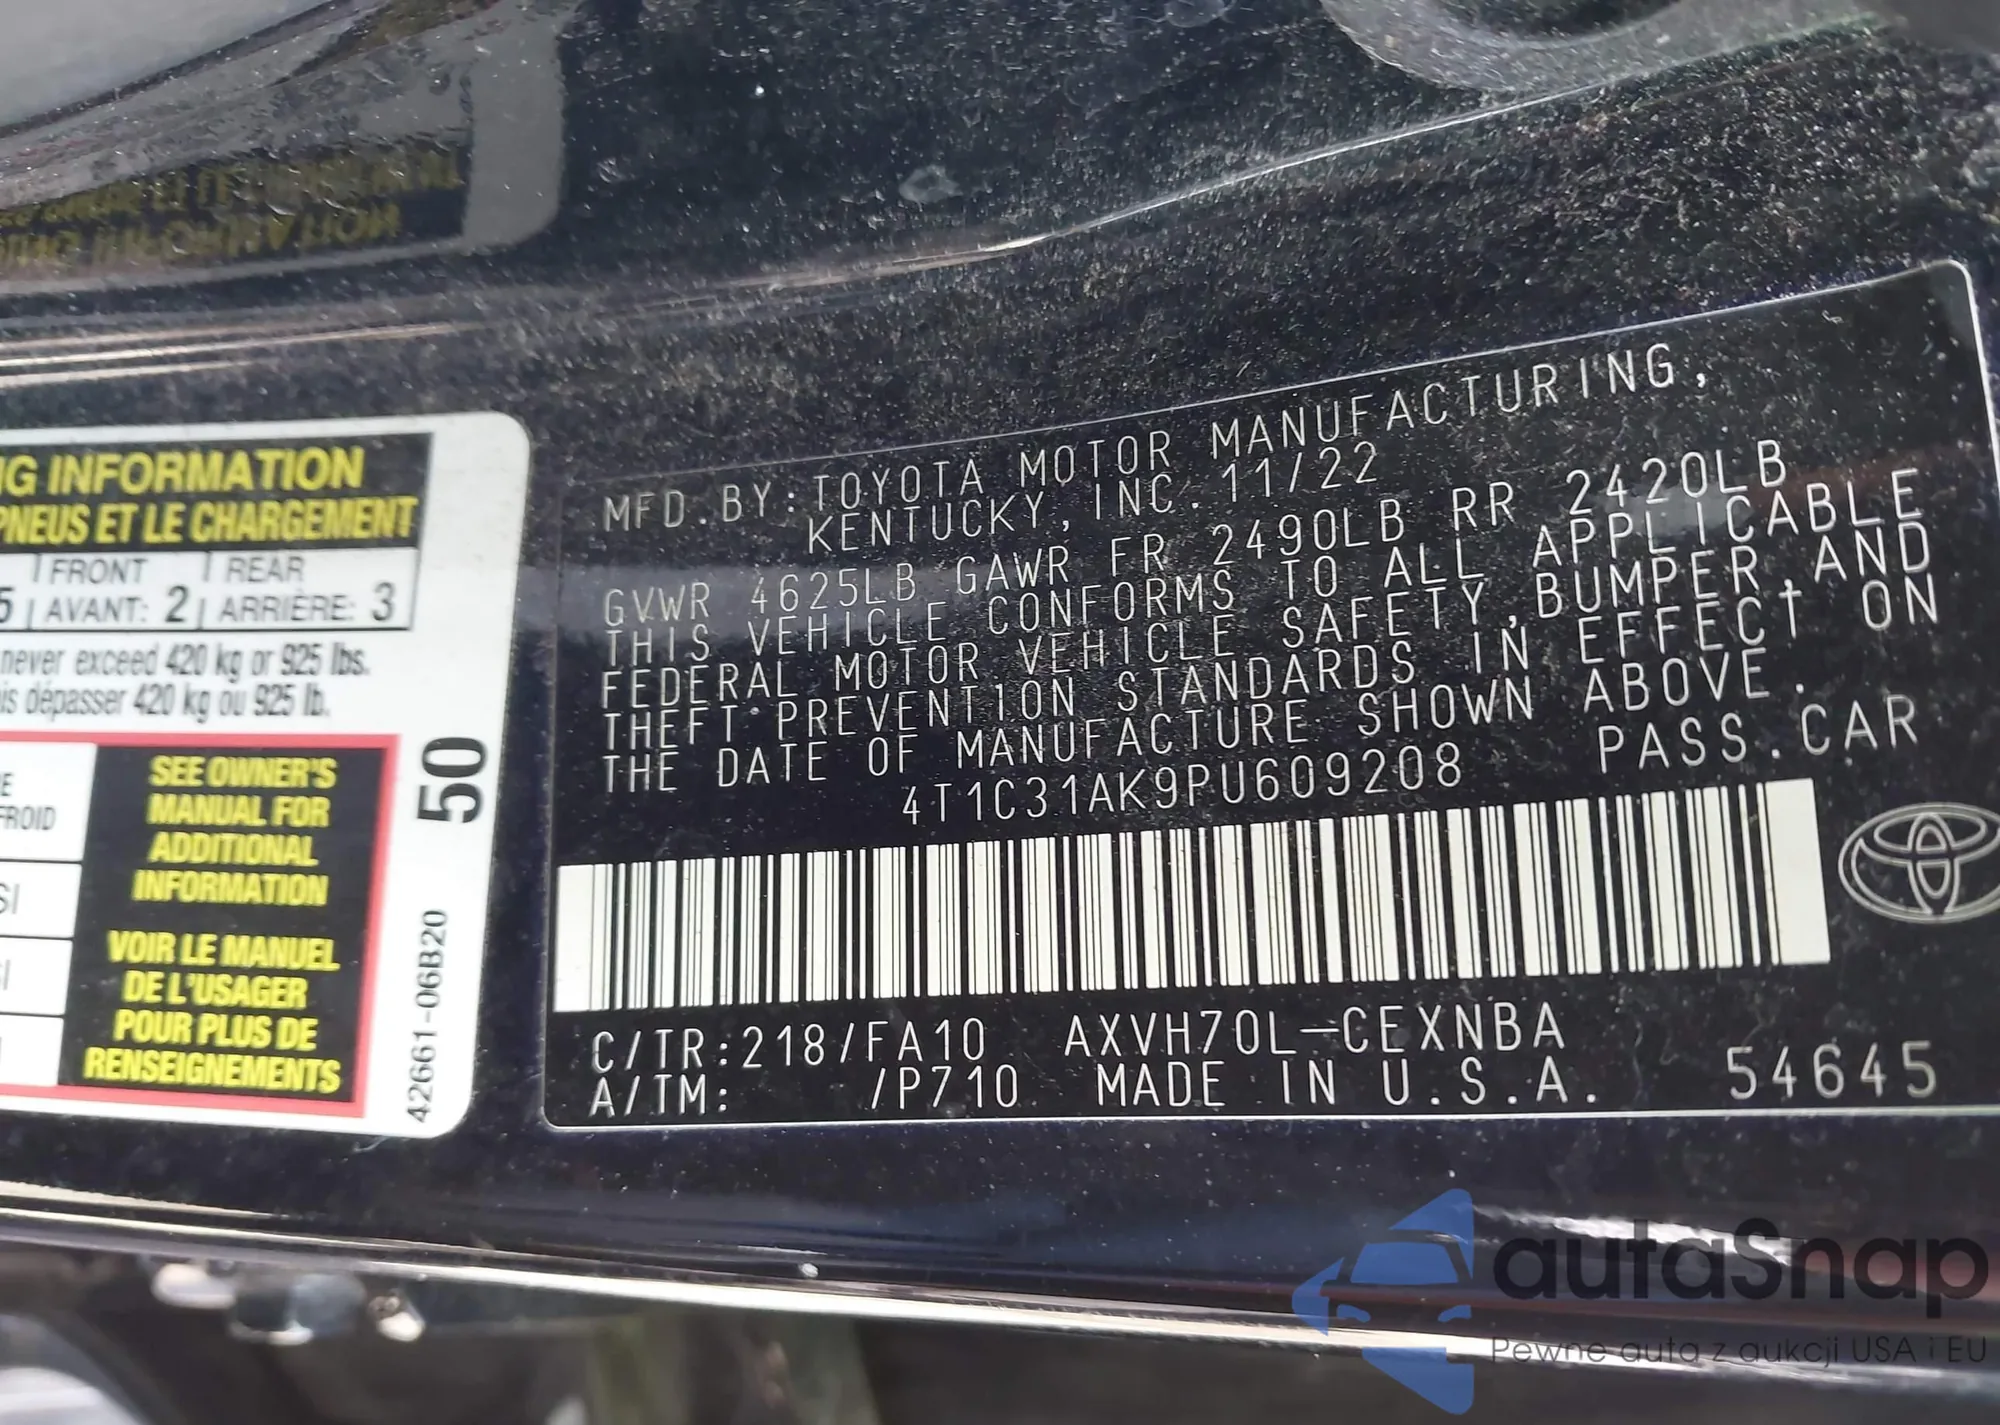 NG INFORMATION
PNEUS ET LE CHARGEMENT
5 FRONT AVANT: 2 REAR ARRIÈRE: 3
never exceed 420 kg or 925 lbs.
dépasser 420 kg ou 925 lb.
FROID
SEE OWNER'S
MANUAL FOR
ADDITIONAL
INFORMATION
VOIR LE MANUEL
DE L'USAGER
POUR PLUS DE
RENSEIGNEMENTS
50
42661-06B20
MFD.BY:TOYOTA MOTOR MANUFACTURING,
KENTUCKY, INC. 11/22
GVWR 4625LB GAWR FR 2490LB RR 2420LB
THIS VEHICLE CONFORMS TO ALL APPLICABLE
FEDERAL MOTOR VEHICLE SAFETY,BUMPER,AND
THEFT PREVENTION STANDARDS IN EFFECT ON
THE DATE OF MANUFACTURE SHOWN ABOVE.
4T1C31AK9PU609208 PASS.CAR
C/TR:218/FA10 AXVH70L-CEXNBA
A/TM: /P710 MADE IN U.S.A. 54645
autaSnap
Pewne auta z aukcji USA i EU